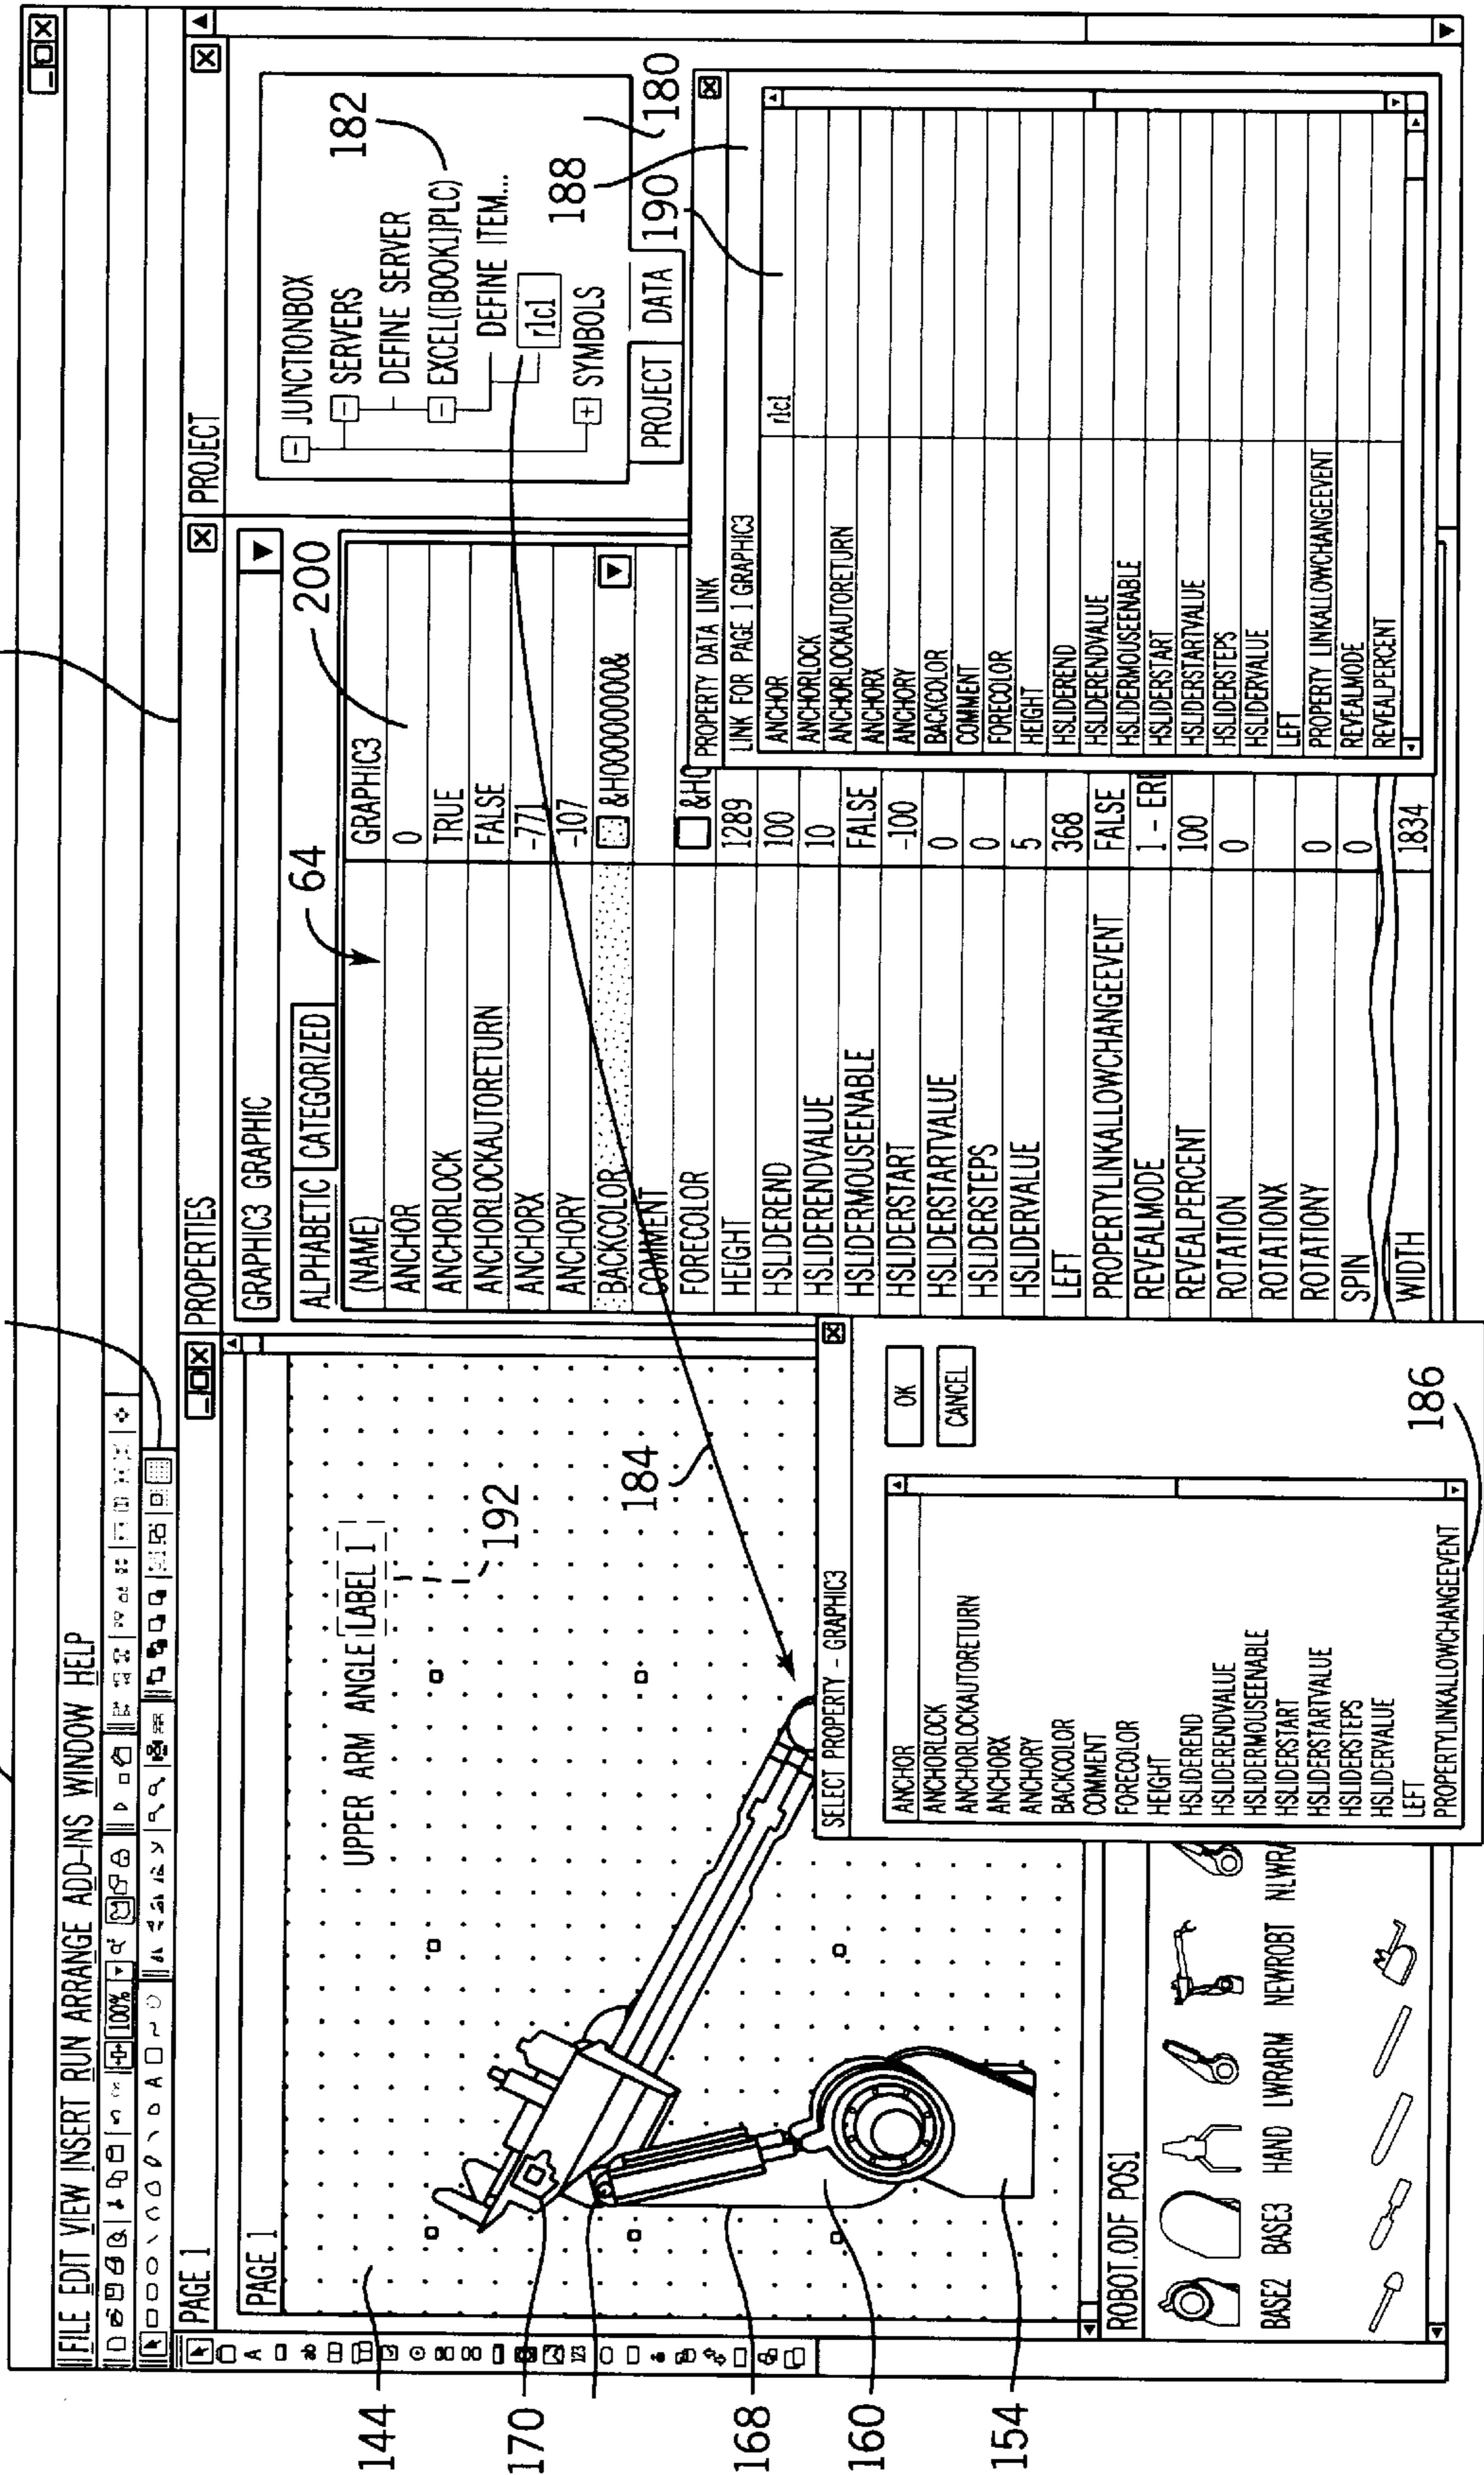 FILE EDIT VIEW INSERT RUN ARRANGE ADD-INS WINDOW HELP
100%
PAGE 1
PAGE 1
A
ab
123
144
170
168
160
154
UPPER ARM ANGLE LABEL 1
192
184
ROBOT.ODF POS1
BASE2 BASE3 HAND LWRARM NEWROBT NLWRA
SELECT PROPERTY - GRAPHIC3
ANCHOR
ANCHORLOCK
ANCHORLOCKAUTORETURN
ANCHORX
ANCHORY
BACKCOLOR
COMMENT
FORECOLOR
HEIGHT
HSLIDEREND
HSLIDERENDVALUE
HSLIDERMOUSEENABLE
HSLIDERSTART
HSLIDERSTARTVALUE
HSLIDERSTEPS
HSLIDERVALUE
LEFT
PROPERTYLINKALLOWCHANGEEVENT
OK
CANCEL
186
PROPERTIES
GRAPHIC3 GRAPHIC
ALPHABETIC CATEGORIZED
64
200
(NAME) GRAPHIC3
ANCHOR 0
ANCHORLOCK TRUE
ANCHORLOCKAUTORETURN FALSE
ANCHORX -771
ANCHORY -107
BACKCOLOR &H00000000&
COMMENT
FORECOLOR &H0
HEIGHT 1289
HSLIDEREND 100
HSLIDERENDVALUE 10
HSLIDERMOUSEENABLE FALSE
HSLIDERSTART -100
HSLIDERSTARTVALUE 0
HSLIDERSTEPS 0
HSLIDERVALUE 5
LEFT 368
PROPERTYLINKALLOWCHANGEEVENT FALSE
REVEALMODE 1 - ER
REVEALPERCENT 100
ROTATION 0
ROTATIONX
ROTATIONY 0
SPIN 0
WIDTH 1834
PROJECT
JUNCTIONBOX
SERVERS
DEFINE SERVER
EXCEL([BOOK1]PLC)
DEFINE ITEM...
r1c1
SYMBOLS
PROJECT DATA
182
188
190
180
PROPERTY DATA LINK
LINK FOR PAGE 1 GRAPHIC3
ANCHOR r1c1
ANCHORLOCK
ANCHORLOCKAUTORETURN
ANCHORX
ANCHORY
BACKCOLOR
COMMENT
FORECOLOR
HEIGHT
HSLIDEREND
HSLIDERENDVALUE
HSLIDERMOUSEENABLE
HSLIDERSTART
HSLIDERSTARTVALUE
HSLIDERSTEPS
HSLIDERVALUE
LEFT
PROPERTY LINKALLOWCHANGEEVENT
REVEALMODE
REVEALPERCENT